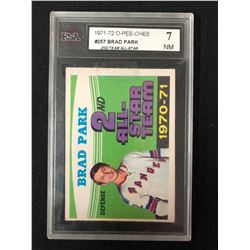 KSA
1971-72 O-PEE-CHEE
#257 BRAD PARK
2ND TEAM ALL-STAR
7
NM
BRAD PARK
DEFENSE
2ND
ALL-
STAR
TEAM
1970-71
RANGERS